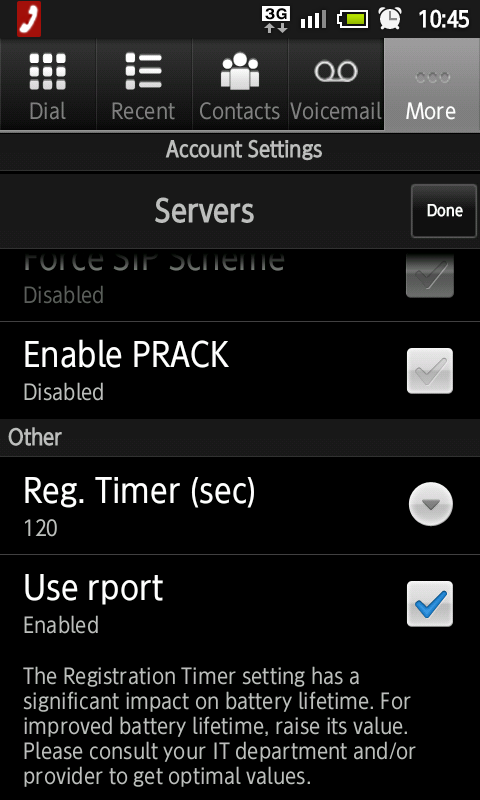 3G 10:45
Dial Recent Contacts Voicemail More
Account Settings
Servers Done
Force SIP Scheme
Disabled
Enable PRACK
Disabled
Other
Reg. Timer (sec)
120
Use rport
Enabled
The Registration Timer setting has a
significant impact on battery lifetime. For
improved battery lifetime, raise its value.
Please consult your IT department and/or
provider to get optimal values.